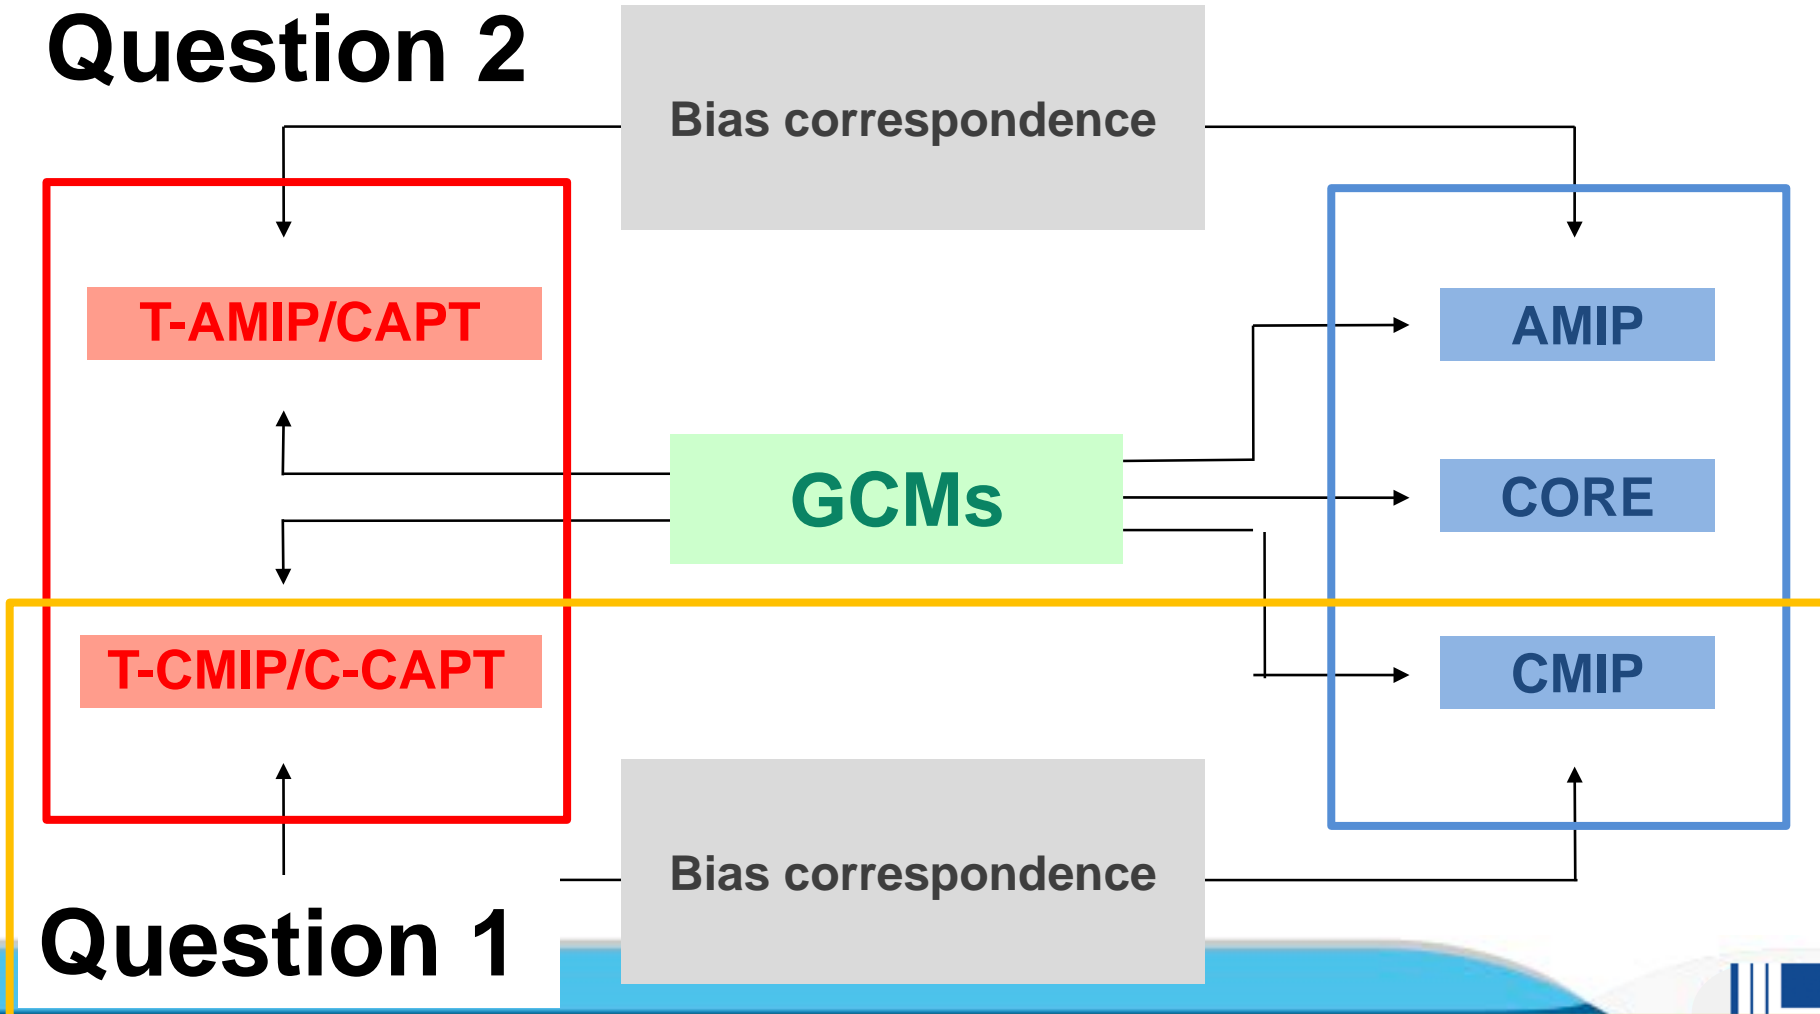 Question 2
Bias correspondence
T-AMIP/CAPT
AMIP
GCMs
CORE
T-CMIP/C-CAPT
CMIP
Bias correspondence
Question 1